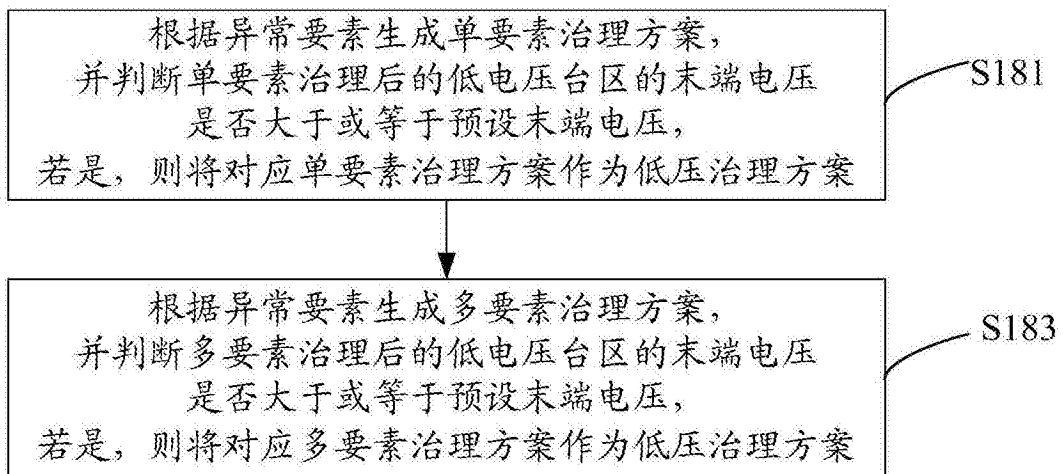 根据异常要素生成单要素治理方案，
并判断单要素治理后的低电压台区的末端电压
是否大于或等于预设末端电压，
若是，则将对应单要素治理方案作为低压治理方案
S181
根据异常要素生成多要素治理方案，
并判断多要素治理后的低电压台区的末端电压
是否大于或等于预设末端电压，
若是，则将对应多要素治理方案作为低压治理方案
S183